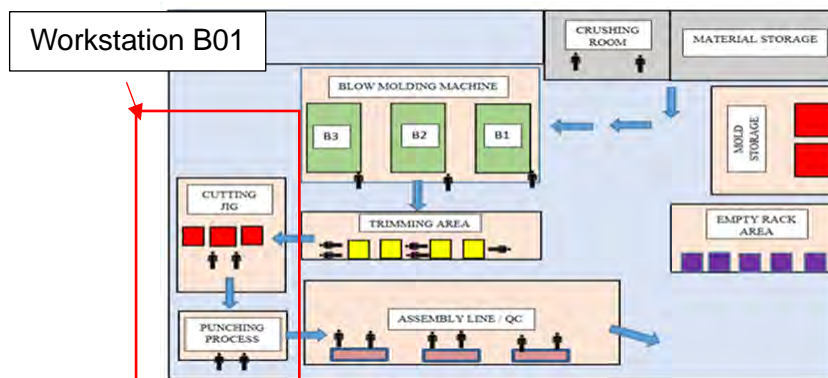 Workstation B01
CRUSHING
ROOM
MATERIAL STORAGE
BLOW MOLDING MACHINE
B3
B2
B1
MOLD
STORAGE
CUTTING
JIG
TRIMMING AREA
EMPTY RACK
AREA
PUNCHING
PROCESS
ASSEMBLY LINE / QC